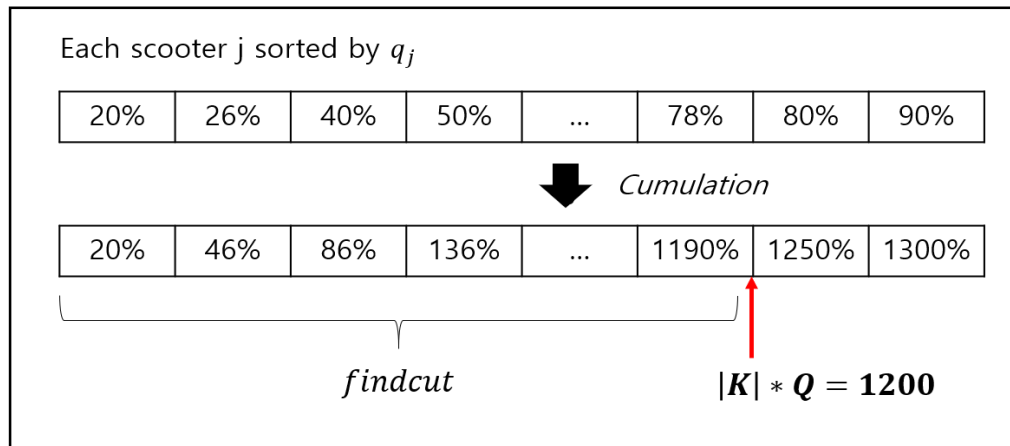 Each scooter j sorted by qⱼ
20% 26% 40% 50% ... 78% 80% 90%
Cumulation
20% 46% 86% 136% ... 1190% 1250% 1300%
findcut
|K| * Q = 1200